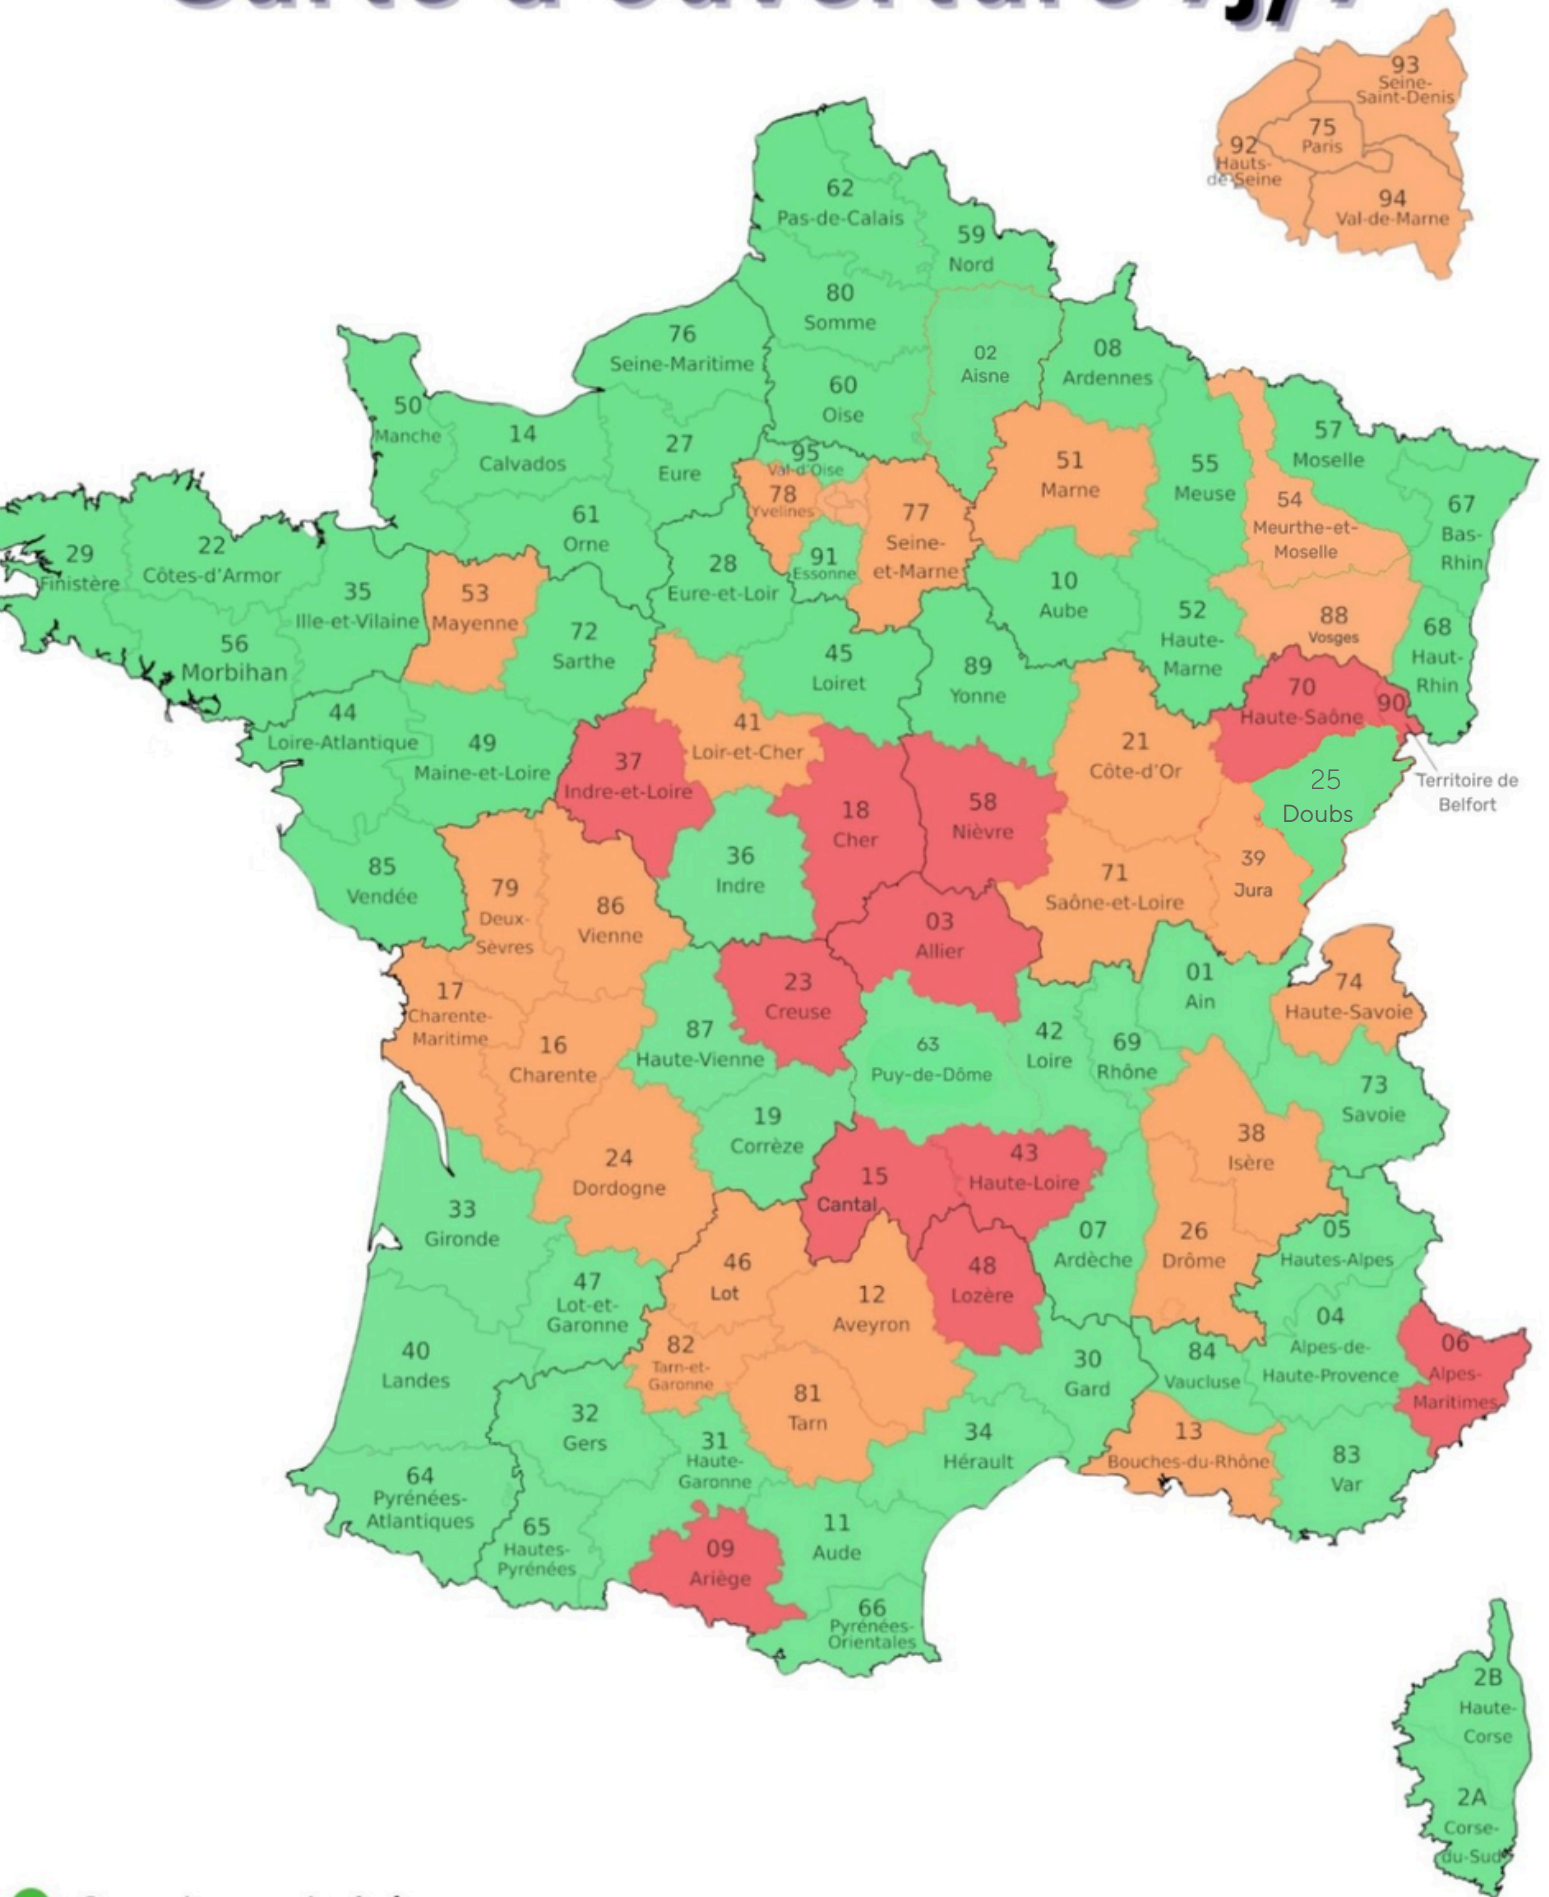 93
Seine-
Saint-Denis
75
Paris
92
Hauts-
de-Seine
94
Val-de-Marne
62
Pas-de-Calais
59
Nord
80
Somme
76
Seine-Maritime
02
Aisne
08
Ardennes
60
Oise
50
Manche
14
Calvados
27
Eure
95
Val-d'Oise
51
Marne
55
Meuse
57
Moselle
78
Yvelines
77
Seine-
et-Marne
54
Meurthe-et-
Moselle
67
Bas-
Rhin
61
Orne
29
Finistère
22
Côtes-d'Armor
35
Ille-et-Vilaine
53
Mayenne
28
Eure-et-Loir
91
Essonne
10
Aube
52
Haute-
Marne
88
Vosges
68
Haut-
Rhin
56
Morbihan
72
Sarthe
45
Loiret
89
Yonne
70
Haute-Saône
90
Territoire de
Belfort
44
Loire-Atlantique
49
Maine-et-Loire
37
Indre-et-Loire
41
Loir-et-Cher
21
Côte-d'Or
25
Doubs
18
Cher
58
Nièvre
85
Vendée
79
Deux-
Sèvres
86
Vienne
36
Indre
71
Saône-et-Loire
39
Jura
03
Allier
17
Charente-
Maritime
16
Charente
23
Creuse
87
Haute-Vienne
63
Puy-de-Dôme
42
Loire
69
Rhône
01
Ain
74
Haute-Savoie
73
Savoie
19
Corrèze
24
Dordogne
38
Isère
15
Cantal
43
Haute-Loire
33
Gironde
07
Ardèche
26
Drôme
05
Hautes-Alpes
46
Lot
12
Aveyron
48
Lozère
47
Lot-et-
Garonne
04
Alpes-de-
Haute-Provence
06
Alpes-
Maritimes
40
Landes
82
Tarn-et-
Garonne
30
Gard
84
Vaucluse
81
Tarn
32
Gers
31
Haute-
Garonne
34
Hérault
13
Bouches-du-Rhône
83
Var
64
Pyrénées-
Atlantiques
65
Hautes-
Pyrénées
11
Aude
09
Ariège
66
Pyrénées-
Orientales
2B
Haute-
Corse
2A
Corse-
du-Sud